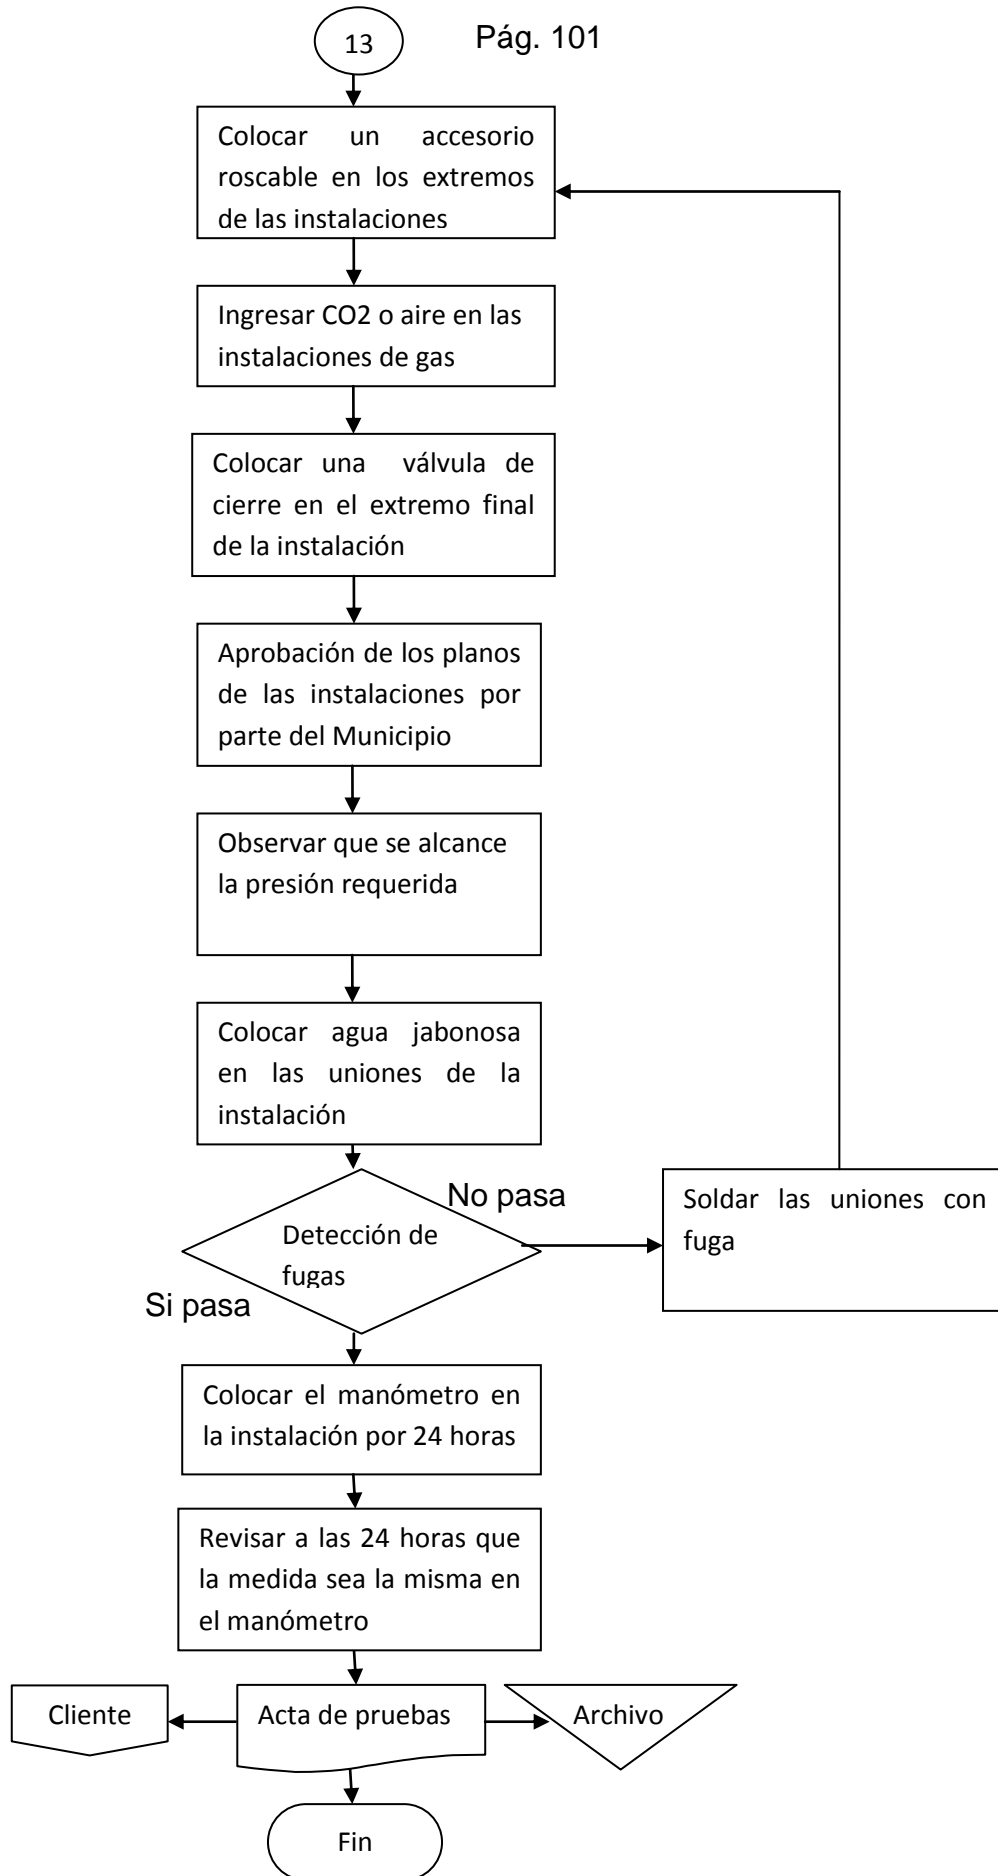 13
Pág. 101
Colocar un accesorio
roscable en los extremos
de las instalaciones
Ingresar CO2 o aire en las
instalaciones de gas
Colocar una válvula de
cierre en el extremo final
de la instalación
Aprobación de los planos
de las instalaciones por
parte del Municipio
Observar que se alcance
la presión requerida
Colocar agua jabonosa
en las uniones de la
instalación
No pasa
Soldar las uniones con
fuga
Detección de
fugas
Si pasa
Colocar el manómetro en
la instalación por 24 horas
Revisar a las 24 horas que
la medida sea la misma en
el manómetro
Cliente
Acta de pruebas
Archivo
Fin